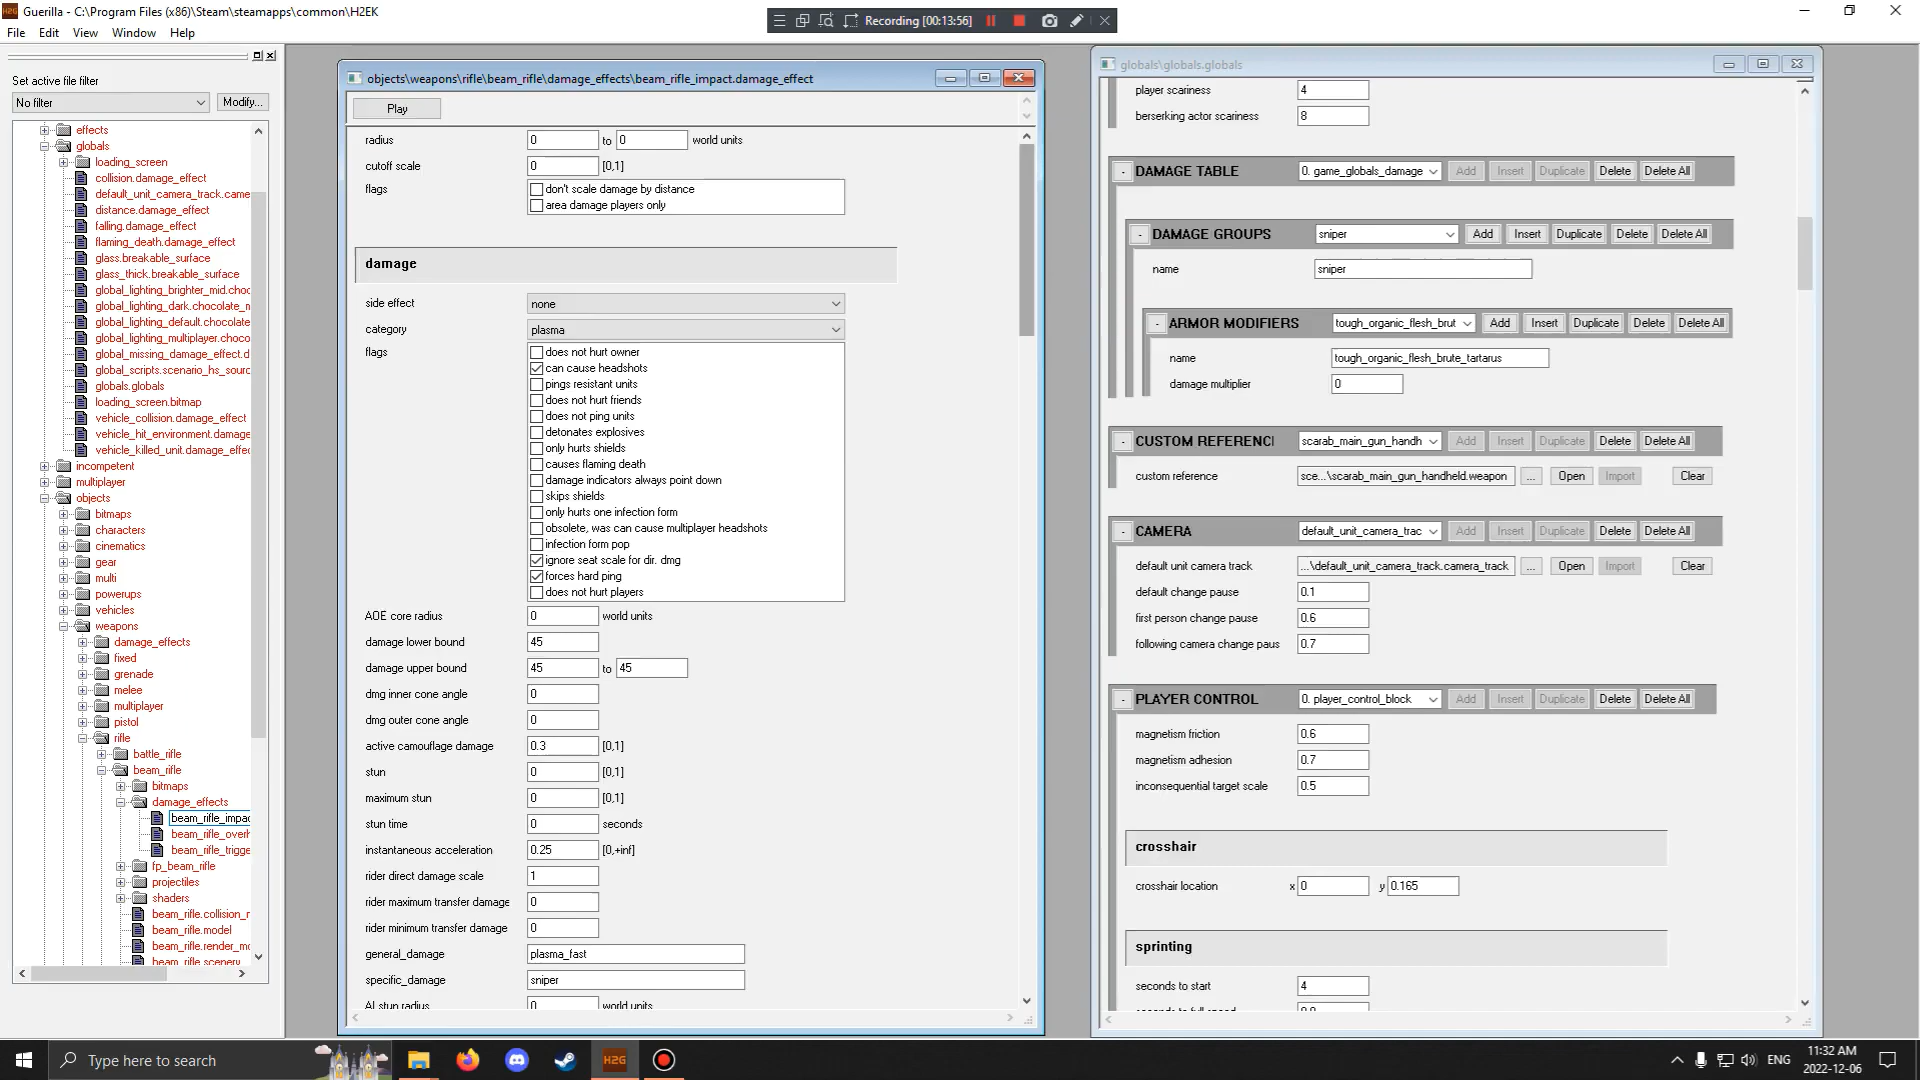 Guerilla - C:\Program Files (x86)\Steam\steamapps\common\H2EK
Recording [00:13:56]
File Edit View Window Help
Set active file filter
No filter Modify...
effects
globals
loading_screen
collision.damage_effect
default_unit_camera_track.came
distance.damage_effect
falling.damage_effect
flaming_death.damage_effect
glass.breakable_surface
glass_thick.breakable_surface
global_lighting_brighter_mid.choc
global_lighting_dark.chocolate_m
global_lighting_default.chocolate
global_lighting_multiplayer.choco
global_missing_damage_effect.d
global_scripts.scenario_hs_sourc
globals.globals
loading_screen.bitmap
vehicle_collision.damage_effect
vehicle_hit_environment.damage
vehicle_killed_unit.damage_effec
incompetent
multiplayer
objects
bitmaps
characters
cinematics
gear
multi
powerups
vehicles
weapons
damage_effects
fixed
grenade
melee
multiplayer
pistol
rifle
battle_rifle
beam_rifle
bitmaps
damage_effects
beam_rifle_impac
beam_rifle_overh
beam_rifle_trigge
fp_beam_rifle
projectiles
shaders
beam_rifle.collision_m
beam_rifle.model
beam_rifle.render_mo
beam_rifle.scenery
objects\weapons\rifle\beam_rifle\damage_effects\beam_rifle_impact.damage_effect
Play
radius 0 to 0 world units
cutoff scale 0 [0,1]
flags don't scale damage by distance
area damage players only
damage
side effect none
category plasma
flags does not hurt owner
can cause headshots
pings resistant units
does not hurt friends
does not ping units
detonates explosives
only hurts shields
causes flaming death
damage indicators always point down
skips shields
only hurts one infection form
obsolete, was can cause multiplayer headshots
infection form pop
ignore seat scale for dir. dmg
forces hard ping
does not hurt players
AOE core radius 0 world units
damage lower bound 45
damage upper bound 45 to 45
dmg inner cone angle 0
dmg outer cone angle 0
active camouflage damage 0.3 [0,1]
stun 0 [0,1]
maximum stun 0 [0,1]
stun time 0 seconds
instantaneous acceleration 0.25 [0,+inf]
rider direct damage scale 1
rider maximum transfer damage 0
rider minimum transfer damage 0
general_damage plasma_fast
specific_damage sniper
AI stun radius 0 world units
globals\globals.globals
player scariness 4
berserking actor scariness 8
- DAMAGE TABLE 0. game_globals_damage Add Insert Duplicate Delete Delete All
- DAMAGE GROUPS sniper Add Insert Duplicate Delete Delete All
name sniper
- ARMOR MODIFIERS tough_organic_flesh_brut Add Insert Duplicate Delete Delete All
name tough_organic_flesh_brute_tartarus
damage multiplier 0
- CUSTOM REFERENCI scarab_main_gun_handh Add Insert Duplicate Delete Delete All
custom reference sce...\scarab_main_gun_handheld.weapon ... Open Import Clear
- CAMERA default_unit_camera_trac Add Insert Duplicate Delete Delete All
default unit camera track ...\default_unit_camera_track.camera_track ... Open Import Clear
default change pause 0.1
first person change pause 0.6
following camera change paus 0.7
- PLAYER CONTROL 0. player_control_block Add Insert Duplicate Delete Delete All
magnetism friction 0.6
magnetism adhesion 0.7
inconsequential target scale 0.5
crosshair
crosshair location x 0 y 0.165
sprinting
seconds to start 4
Type here to search
H2G
ENG
11:32 AM
2022-12-06